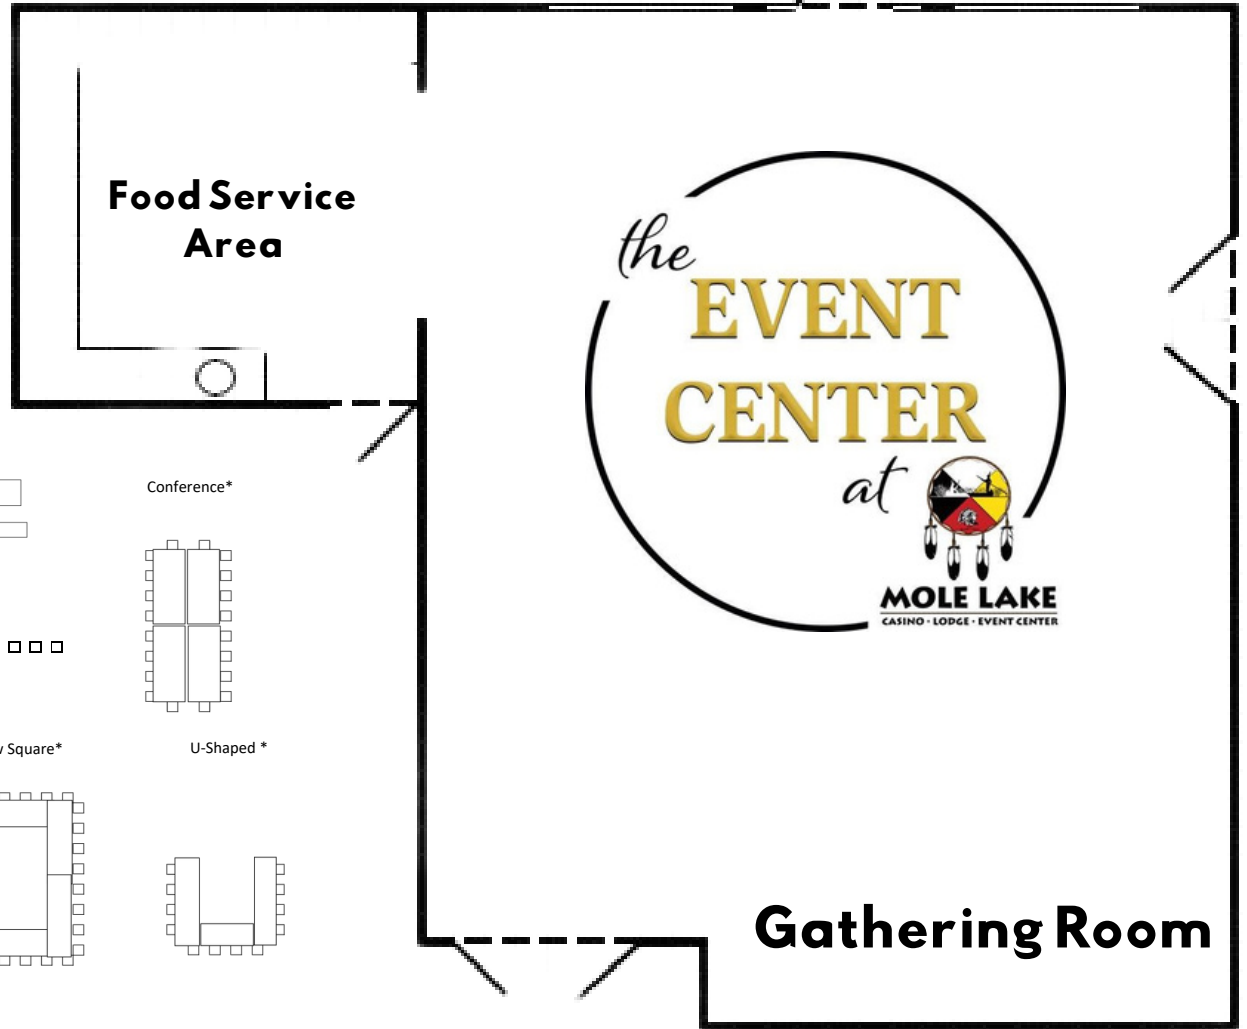 Food Service
Area
the
EVENT
CENTER
at
MOLE LAKE
CASINO · LODGE · EVENT CENTER
Conference*
Square*
U-Shaped *
Gathering Room